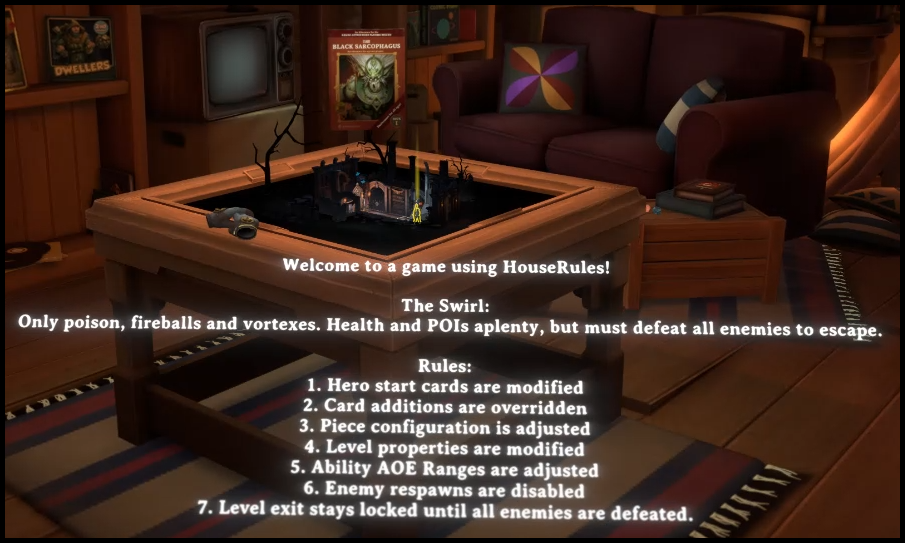 DWELLERS
THE
BLACK SARCOPHAGUS
Welcome to a game using HouseRules!
The Swirl:
Only poison, fireballs and vortexes. Health and POIs aplenty, but must defeat all enemies to escape.
Rules:
1. Hero start cards are modified
2. Card additions are overridden
3. Piece configuration is adjusted
4. Level properties are modified
5. Ability AOE Ranges are adjusted
6. Enemy respawns are disabled
7. Level exit stays locked until all enemies are defeated.